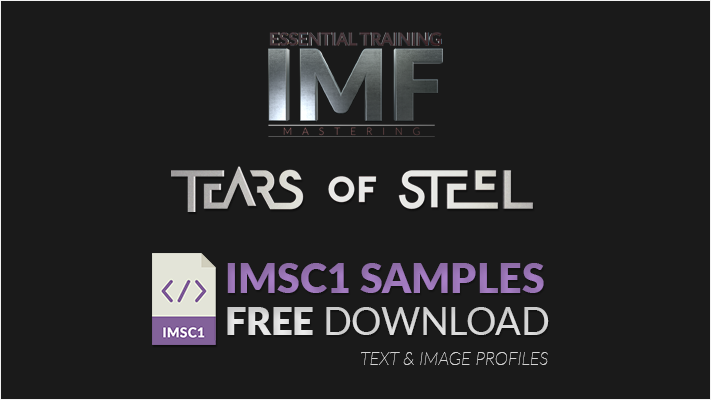 ESSENTIAL TRAINING
IMF
MASTERING
TEARS OF STEEL
</>
IMSC1
IMSC1 SAMPLES
FREE DOWNLOAD
TEXT & IMAGE PROFILES